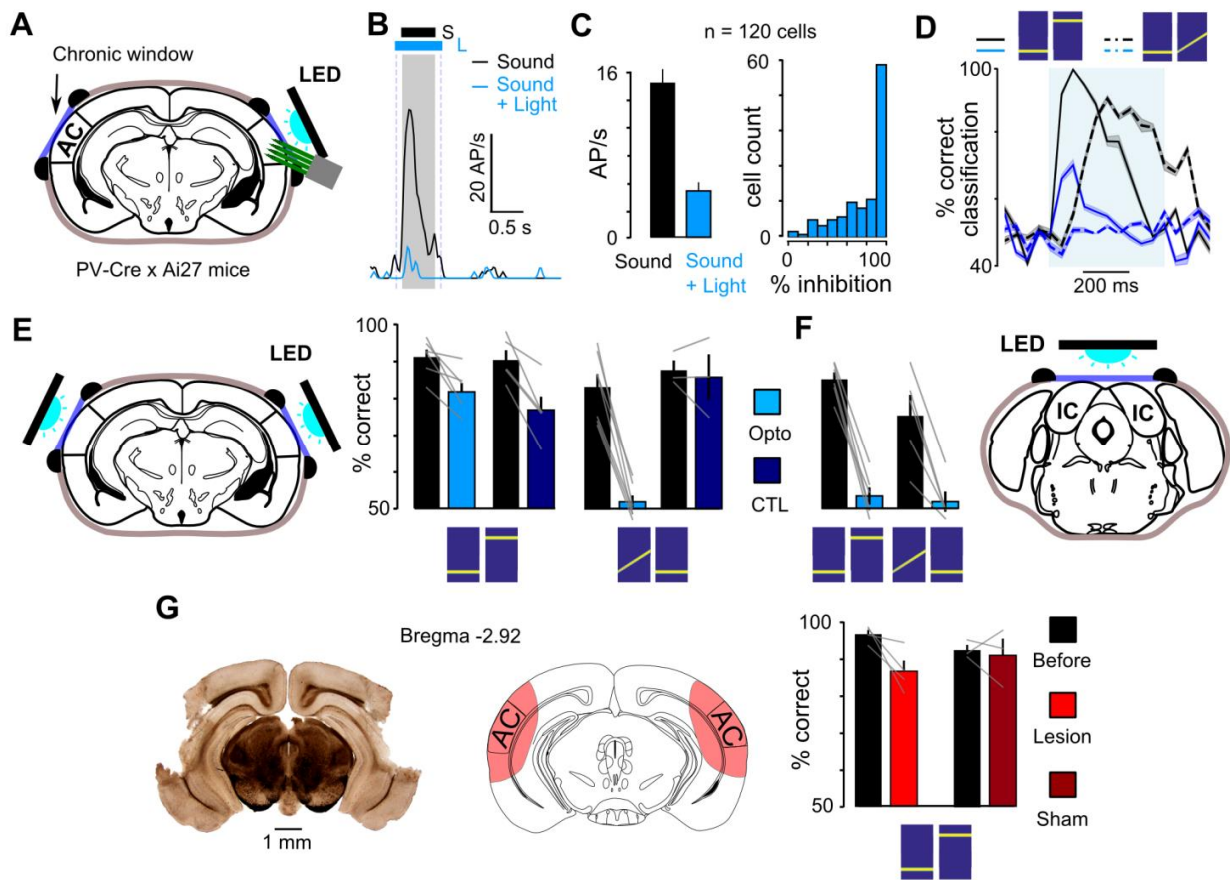 A
Chronic window
LED
AC
PV-Cre x Ai27 mice
B
S
L
Sound
Sound
+ Light
20 AP/s
0.5 s
C
n = 120 cells
16
AP/s
0
Sound
Sound
+ Light
60
cell count
0
0
100
% inhibition
D
100
% correct
classification
40
200 ms
E
LED
100
% correct
50
Opto
CTL
F
LED
IC
IC
G
Bregma -2.92
1 mm
AC
AC
100
% correct
50
Before
Lesion
Sham